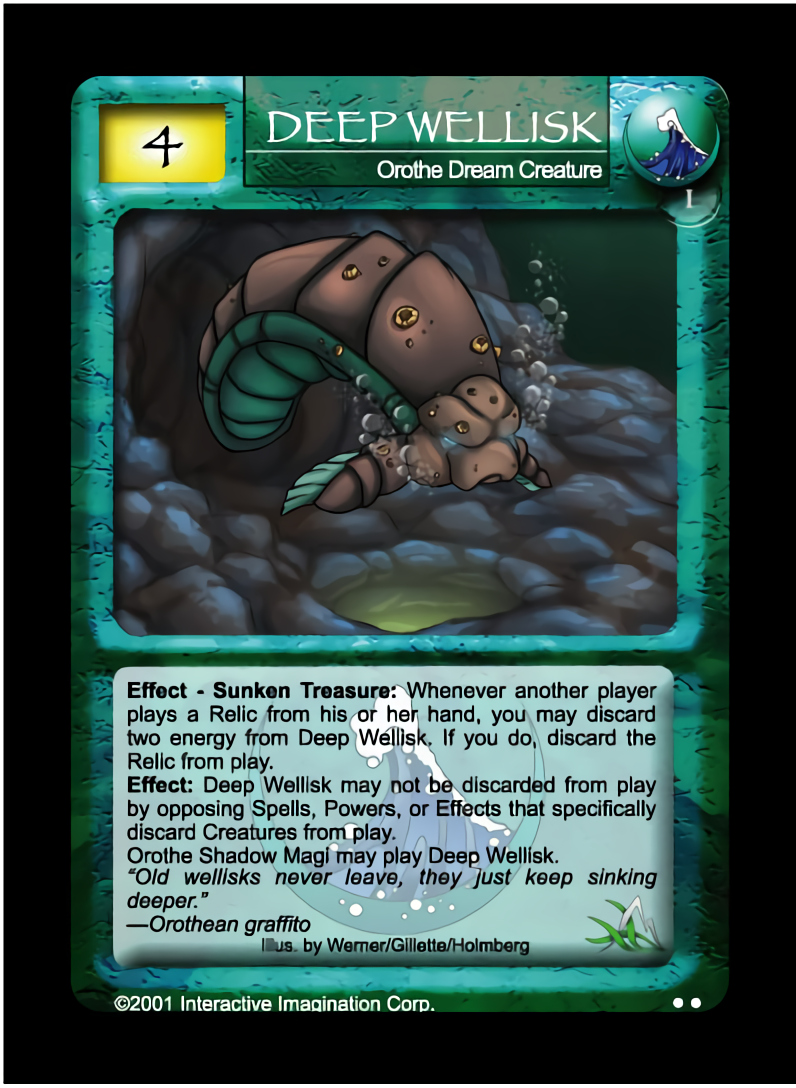 4
DEEP WELLISK
Orothe Dream Creature
I
Effect - Sunken Treasure: Whenever another player
plays a Relic from his or her hand, you may discard
two energy from Deep Wellisk. If you do, discard the
Relic from play.
Effect: Deep Wellisk may not be discarded from play
by opposing Spells, Powers, or Effects that specifically
discard Creatures from play.
Orothe Shadow Magi may play Deep Wellisk.
“Old wellisks never leave, they just keep sinking
deeper.”
—Orothean graffito
Illus. by Werner/Gillette/Holmberg
©2001 Interactive Imagination Corp.